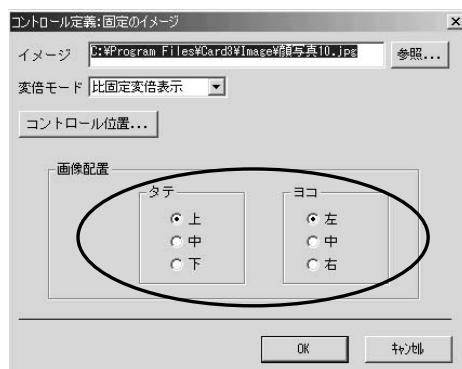 コントロール定義:固定のイメージ
イメージ C:¥Program Files¥Card3¥Image¥顔写真10.jpg 参照...
変倍モード 比固定変倍表示
コントロール位置...
画像配置
タテ ヨコ
上 左
中 中
下 右
OK キャンセル